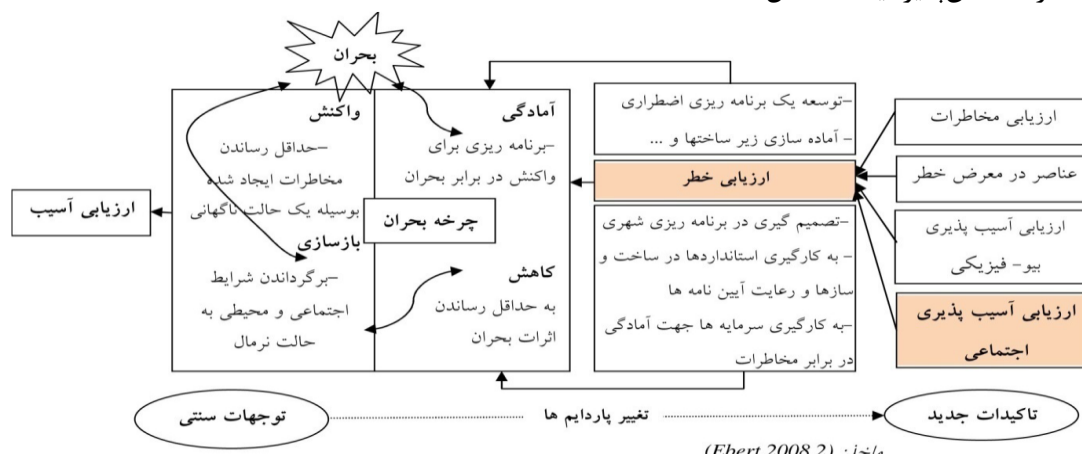 بحران
واکنش
–حداقل رساندن
مخاطرات ایجاد شده
بوسیله یک حالت ناگهانی
بازسازی
–برگرداندن شرایط
اجتماعی و محیطی به
حالت نرمال
آمادگی
–برنامه ریزی برای
واکنش در برابر بحران
چرخه بحران
کاهش
به حداقل رساندن
اثرات بحران
ارزیابی آسیب
–توسعه یک برنامه ریزی اضطراری
– آماده سازی زیر ساختها و ...
ارزیابی خطر
–تصمیم گیری در برنامه ریزی شهری
– به کارگیری استانداردها در ساخت و
سازها و رعایت آیین نامه ها
–به کارگیری سرمایه ها جهت آمادگی
در برابر مخاطرات
ارزیابی مخاطرات
عناصر در معرض خطر
ارزیابی آسیب پذیری
بیو- فیزیکی
ارزیابی آسیب پذیری
اجتماعی
توجهات سنتی
تغییر پاردایم ها
تاکیدات جدید
(Ebert,2008,2)